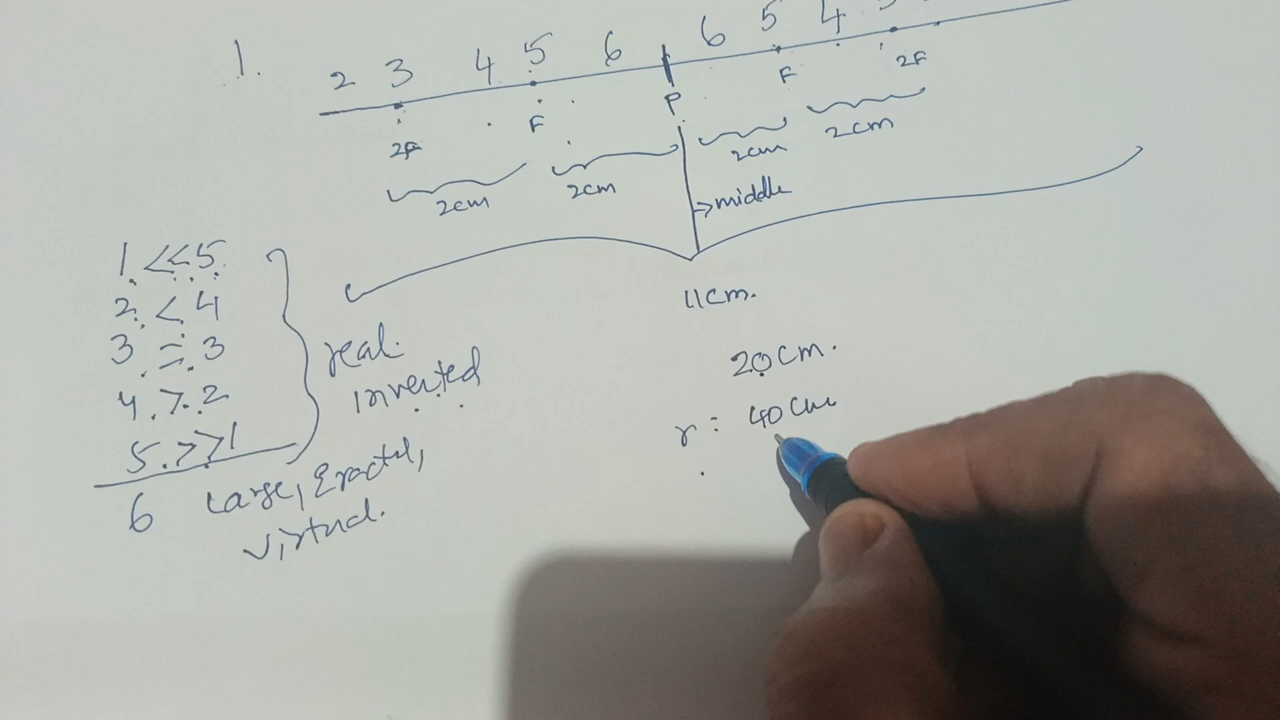 1.
2 3 4 5 6 6 5 4
2F F P F 2F
2cm 2cm 2cm 2cm
middle
11cm.
1 << 5
2 < 4
3 = 3
4 > 2
5 >> 1
real
inverted
6 Large, Eractel,
virtual.
20cm.
r = 40cm